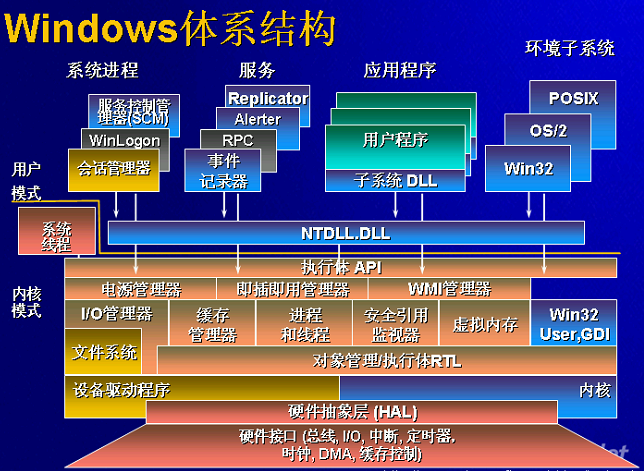 Windows体系结构
环境子系统
系统进程
服务
应用程序
服务控制管
理器(SCM)
WinLogon
会话管理器
Replicator
Alerter
RPC
事件
记录器
用户程序
子系统 DLL
POSIX
OS/2
Win32
用户
模式
系统
线程
NTDLL.DLL
内核
模式
执行体 API
电源管理器
即插即用管理器
WMI管理器
I/O管理器
缓存
管理器
进程
和线程
安全引用
监视器
虚拟内存
Win32
User,GDI
文件系统
对象管理/执行体RTL
设备驱动程序
内核
硬件抽象层 (HAL)
硬件接口 (总线, I/O, 中断, 定时器,
时钟, DMA, 缓存控制)